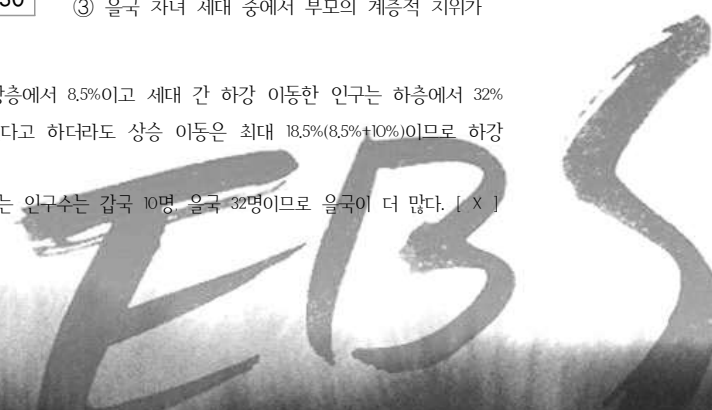 ③ 을국 자녀 세대 중에서 부모의 계층적 지위가
상층에서 8.5%이고 세대 간 하강 이동한 인구는 하층에서 32%
다고 하더라도 상승 이동은 최대 18.5%(8.5%+10%)이므로 하강
는 인구수는 갑국 10명, 을국 32명이므로 을국이 더 많다. [ X ]
EBS